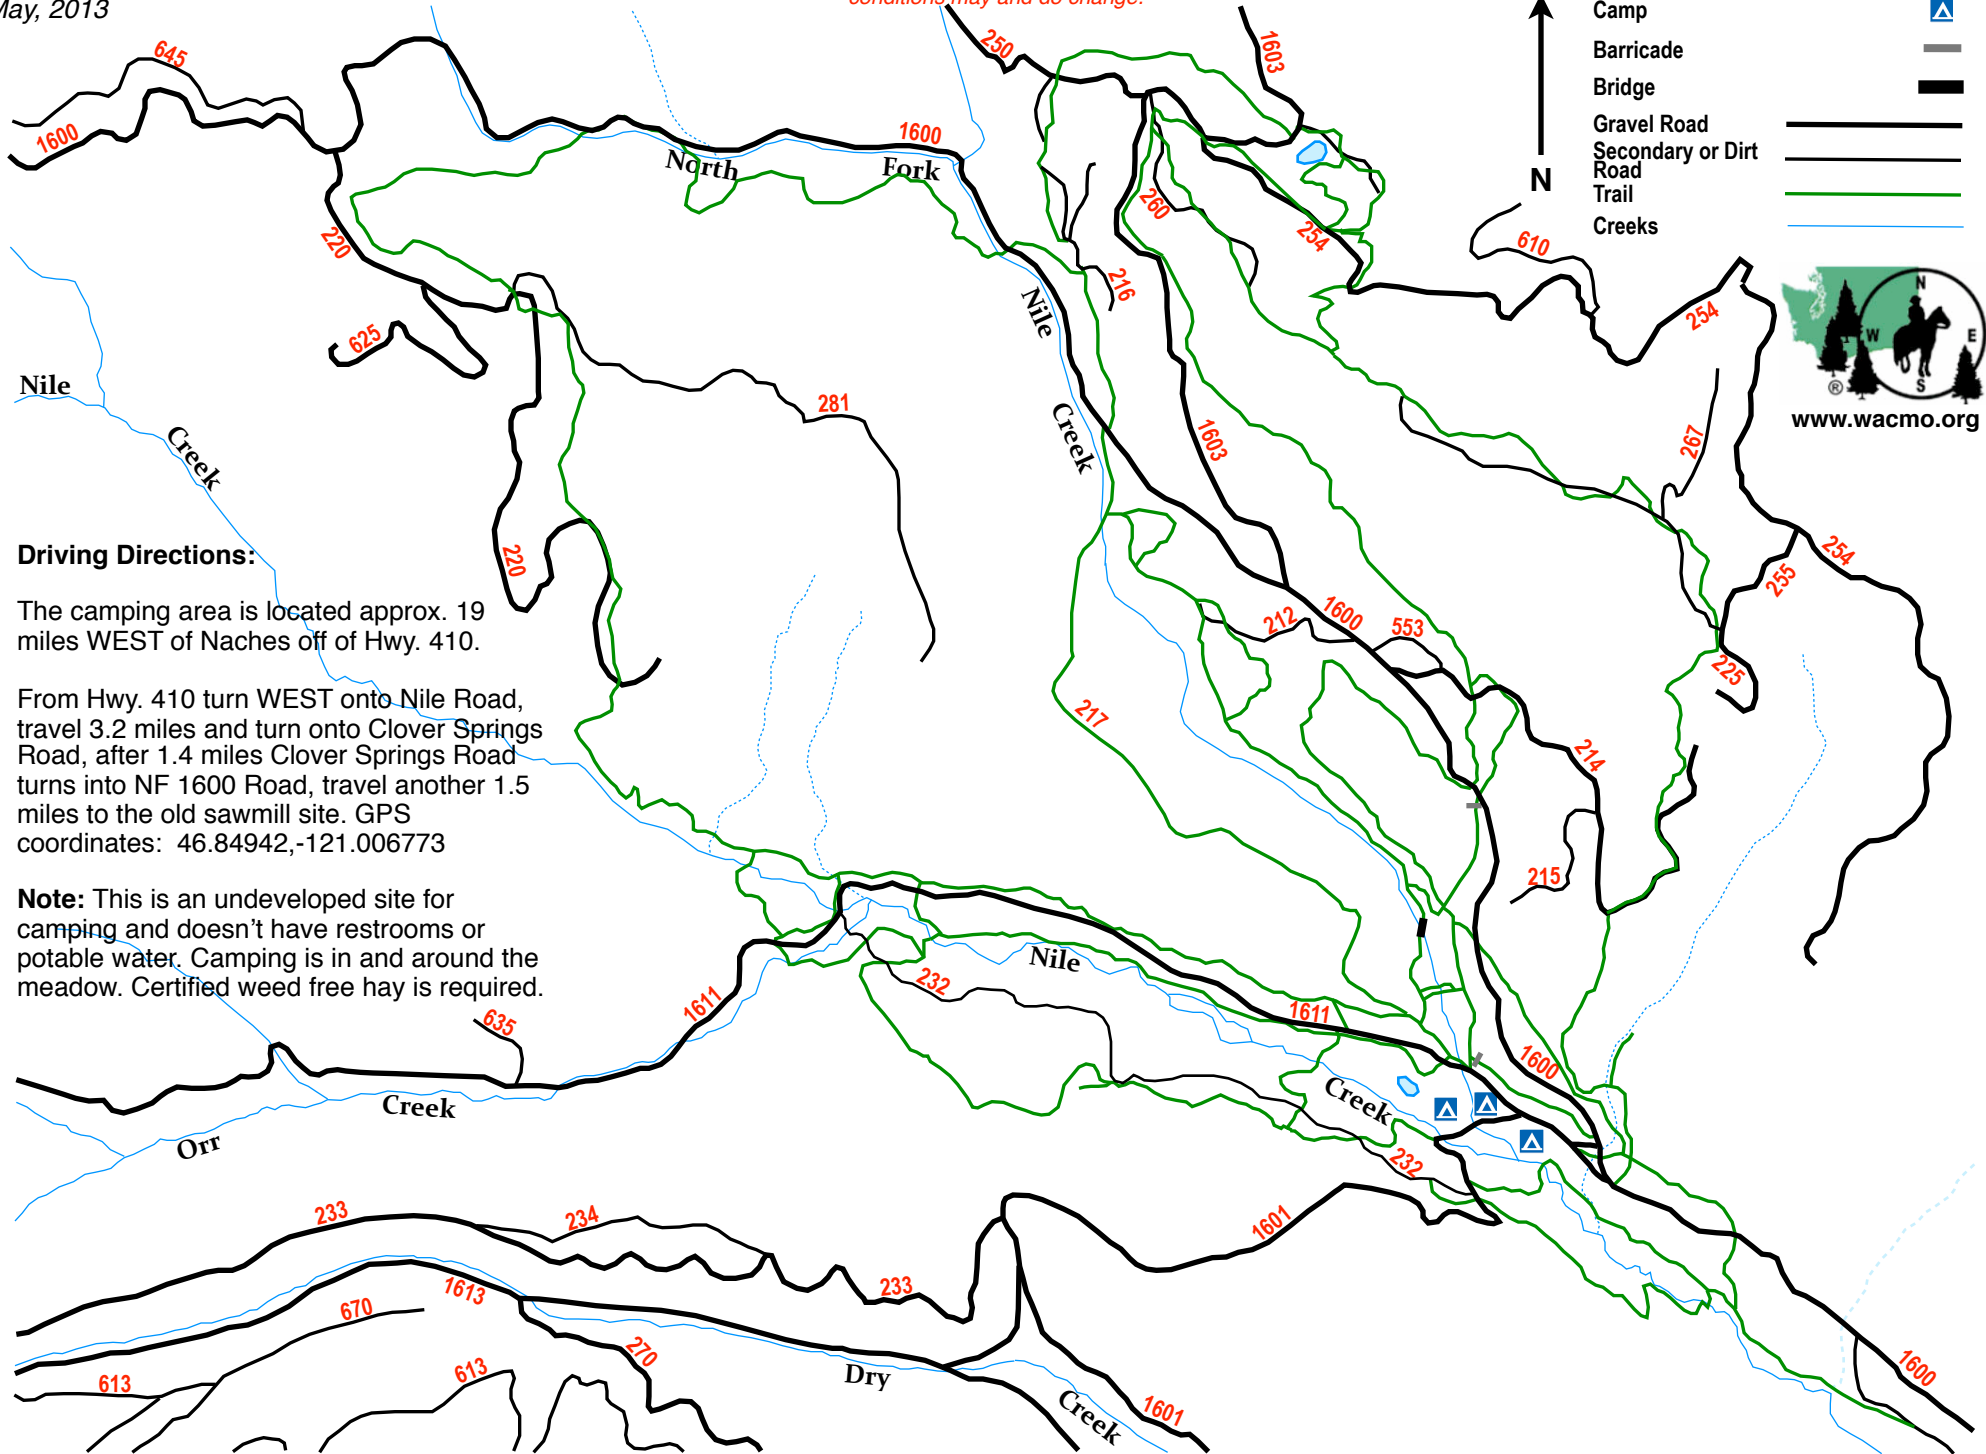 May, 2013
conditions may and do change.
Camp
Barricade
Bridge
Gravel Road
Secondary or Dirt
Road
Trail
Creeks
N
N
W
E
S
®
www.wacmo.org
645
1600
250
1603
1600
North
Fork
220
260
254
610
216
254
Nile
625
281
Nile
Creek
Creek
1603
267
220
254
255
Driving Directions:
The camping area is located approx. 19
miles WEST of Naches off of Hwy. 410.
From Hwy. 410 turn WEST onto Nile Road,
travel 3.2 miles and turn onto Clover Springs
Road, after 1.4 miles Clover Springs Road
turns into NF 1600 Road, travel another 1.5
miles to the old sawmill site. GPS
coordinates: 46.84942,-121.006773
Note: This is an undeveloped site for
camping and doesn't have restrooms or
potable water. Camping is in and around the
meadow. Certified weed free hay is required.
212
1600
553
225
217
214
215
Nile
232
1611
1611
635
1600
Creek
Creek
Orr
232
233
234
1601
233
1613
670
270
613
613
Dry
Creek
1601
1600